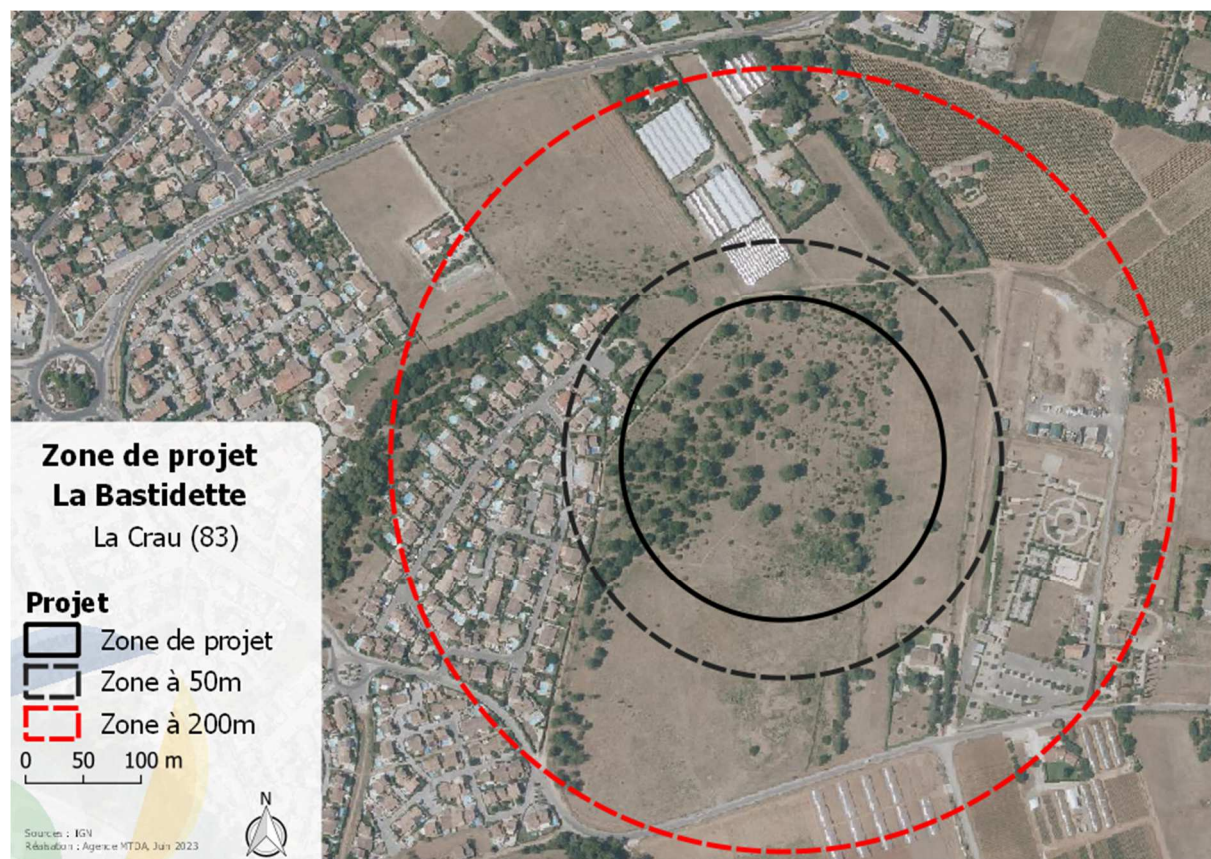 Zone de projet
La Bastidette
La Crau (83)
Projet
Zone de projet
Zone à 50m
Zone à 200m
0 50 100 m
N
Sources : IGN
Réalisation : Agence MTDA, Juin 2023